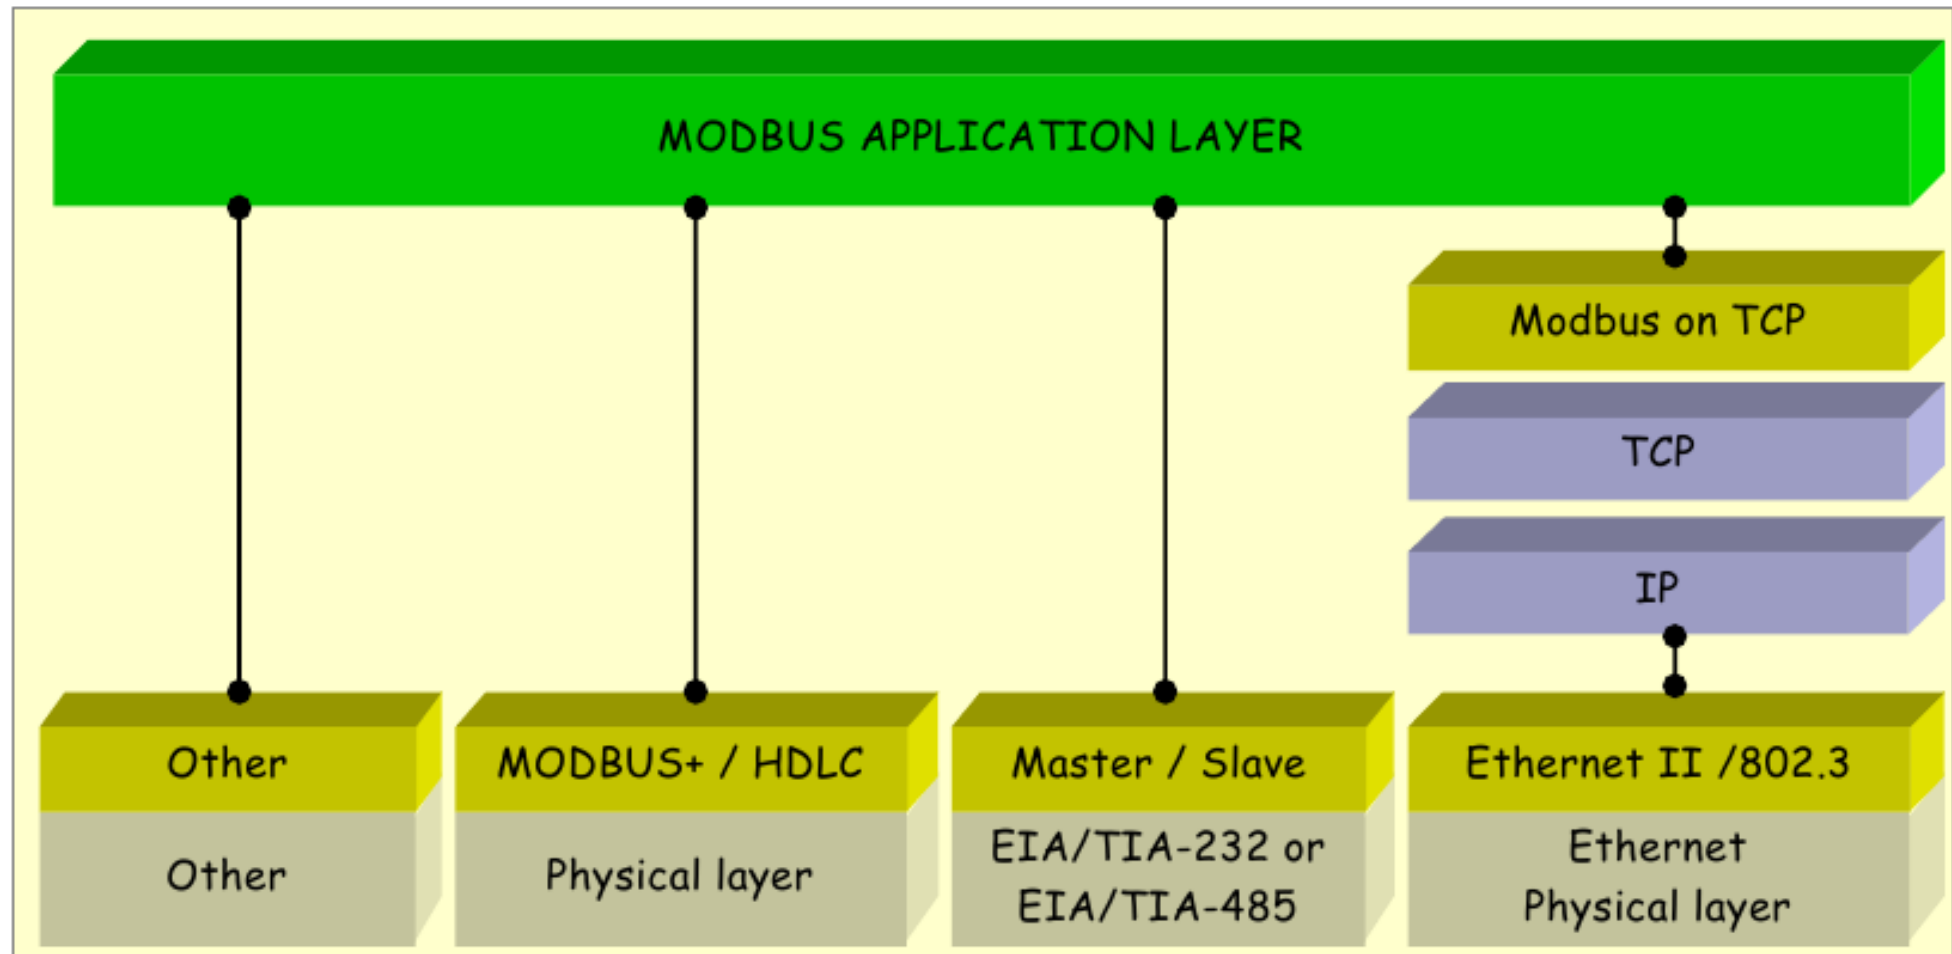 MODBUS APPLICATION LAYER
Modbus on TCP
TCP
IP
Other
MODBUS+ / HDLC
Master / Slave
Ethernet II /802.3
Other
Physical layer
EIA/TIA-232 or
EIA/TIA-485
Ethernet
Physical layer